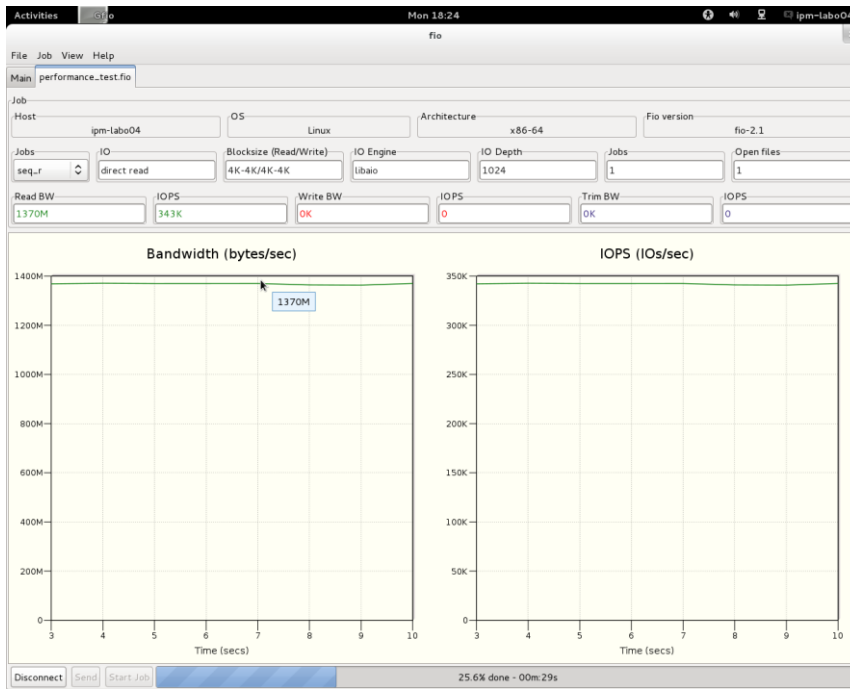 Activities gfio Mon 18:24 ipm-labo04
fio
File Job View Help
Main performance_test.fio
Job
Host OS Architecture Fio version
ipm-labo04 Linux x86-64 fio-2.1
Jobs IO Blocksize (Read/Write) IO Engine IO Depth Jobs Open files
seq_r direct read 4K-4K/4K-4K libaio 1024 1 1
Read BW IOPS Write BW IOPS Trim BW IOPS
1370M 343K 0K 0 0K 0
Bandwidth (bytes/sec) IOPS (IOs/sec)
1400M 350K
1370M
1200M 300K
1000M 250K
800M 200K
600M 150K
400M 100K
200M 50K
0 0
3 4 5 6 7 8 9 10 3 4 5 6 7 8 9 10
Time (secs) Time (secs)
Disconnect Send Start Job 25.6% done - 00m:29s